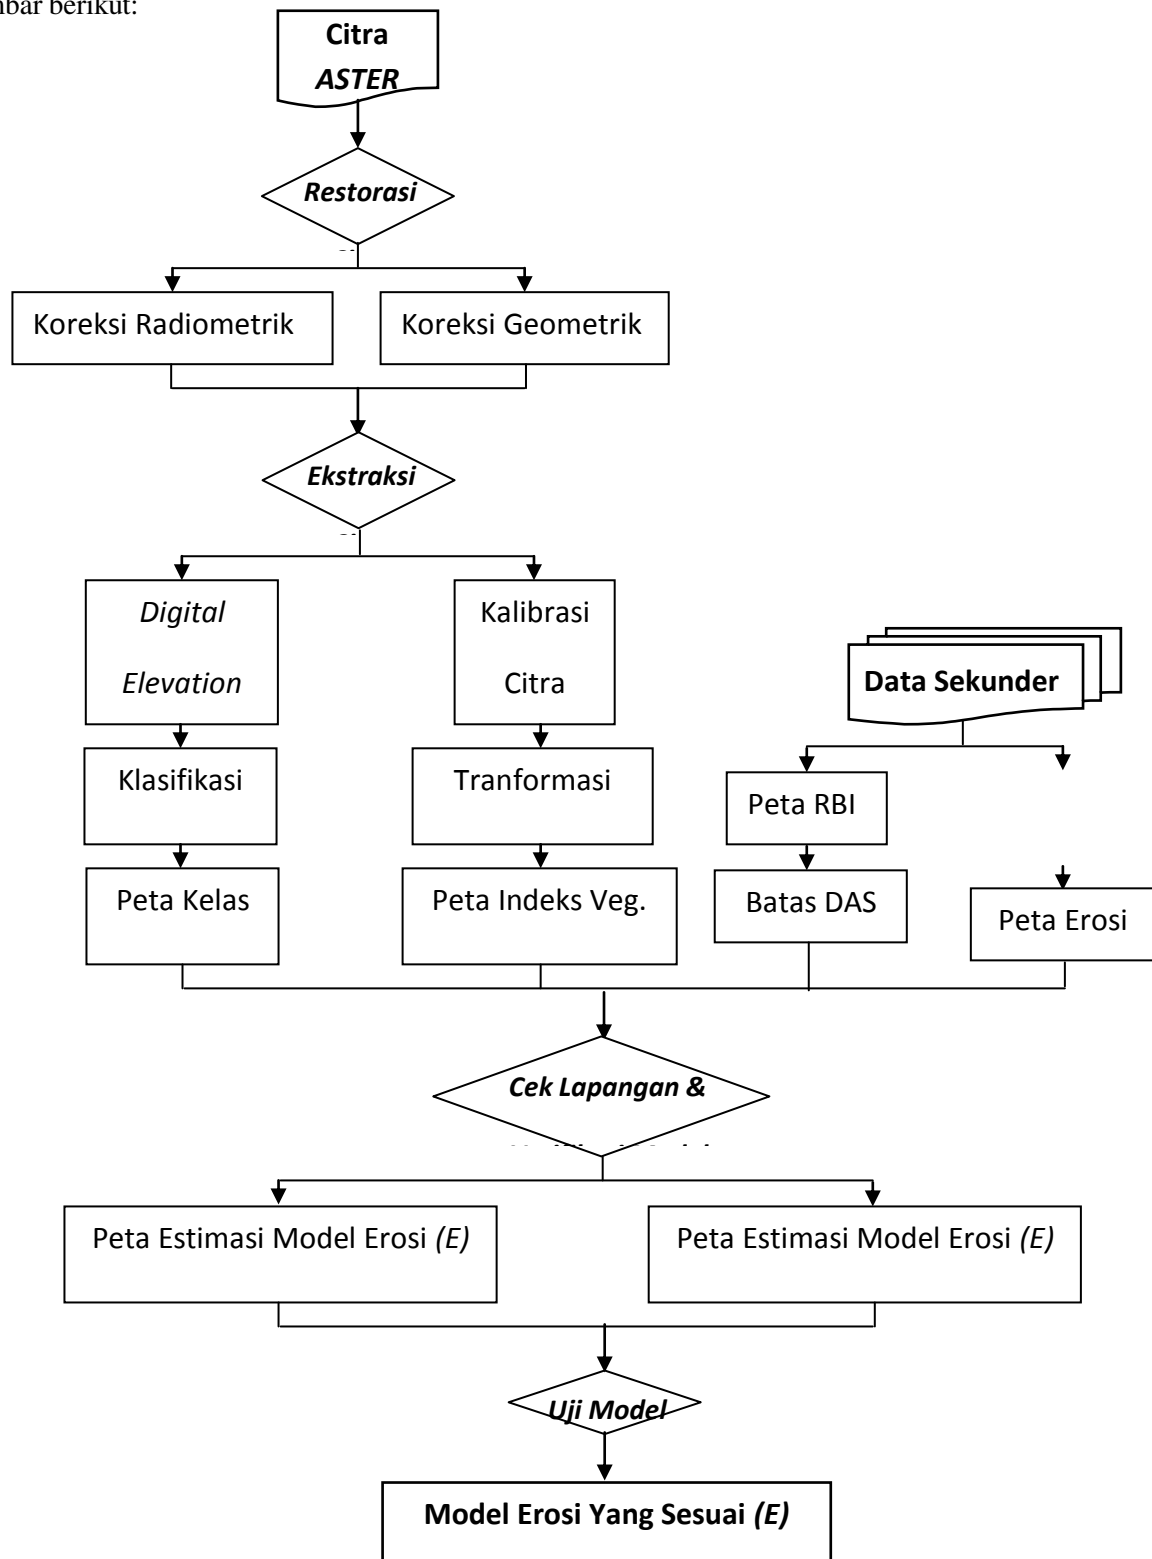 berikut:
Citra
ASTER
Restorasi
Koreksi Radiometrik
Koreksi Geometrik
Ekstraksi
Digital
Elevation
Kalibrasi
Citra
Data Sekunder
Klasifikasi
Tranformasi
Peta RBI
Peta Kelas
Peta Indeks Veg.
Batas DAS
Peta Erosi
Cek Lapangan &
Peta Estimasi Model Erosi (E)
Peta Estimasi Model Erosi (E)
Uji Model
Model Erosi Yang Sesuai (E)